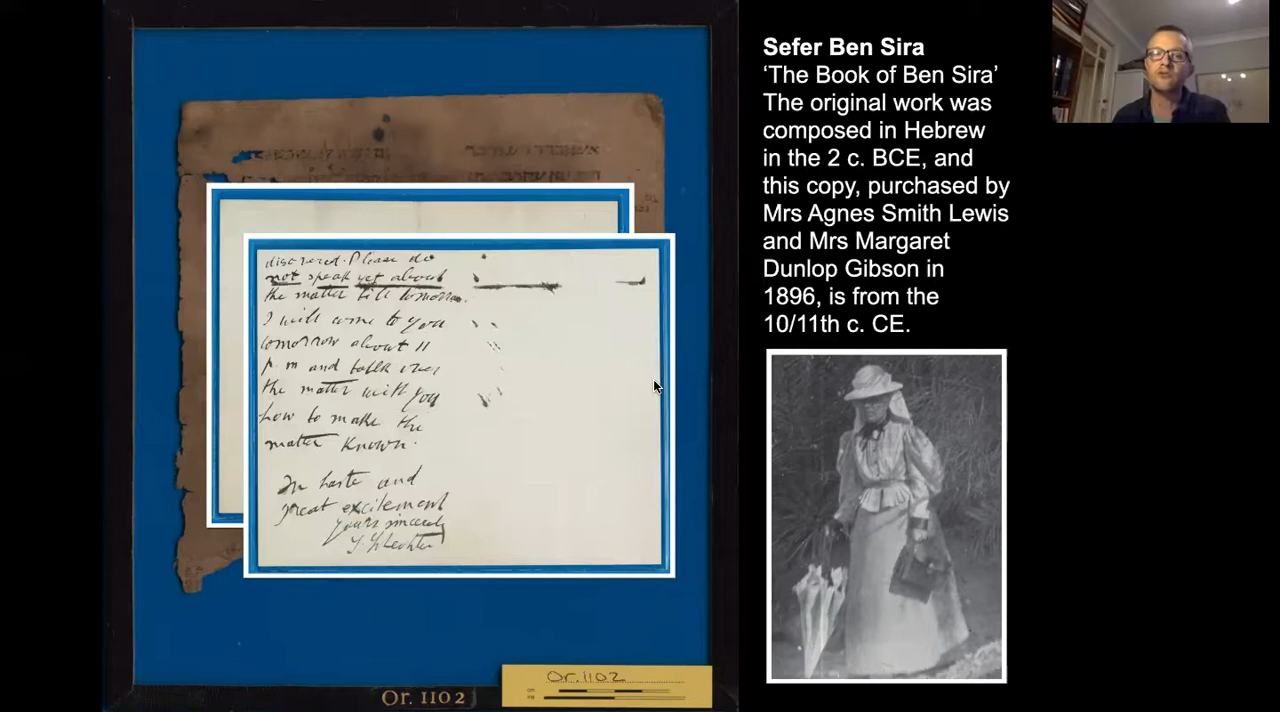 discovered. Please do
not speak yet about
the matter till tomorrow.
I will come to you
tomorrow about 11
p.m and talk over
the matter with you
how to make the
matter known.
In haste and
great excitement
yours sincerely
S. Schechter
Or. 1102
Or. 1102
cm
Sefer Ben Sira
‘The Book of Ben Sira’
The original work was
composed in Hebrew
in the 2 c. BCE, and
this copy, purchased by
Mrs Agnes Smith Lewis
and Mrs Margaret
Dunlop Gibson in
1896, is from the
10/11th c. CE.